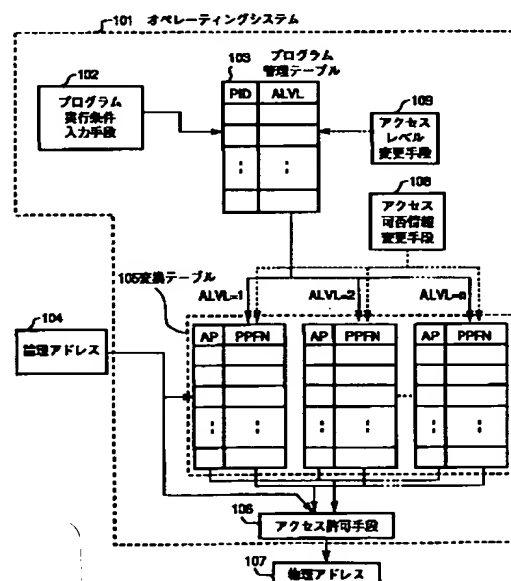 101 オペレーティングシステム
102
プログラム
実行条件
入力手段
103 プログラム
管理テーブル
PID ALVL
109
アクセス
レベル
変更手段
108
アクセス
可否情報
変更手段
ALVL=1
ALVL=2
ALVL=n
105変換テーブル
104
論理アドレス
AP PPFN
AP PPFN
AP PPFN
106
アクセス許可手段
107
物理アドレス